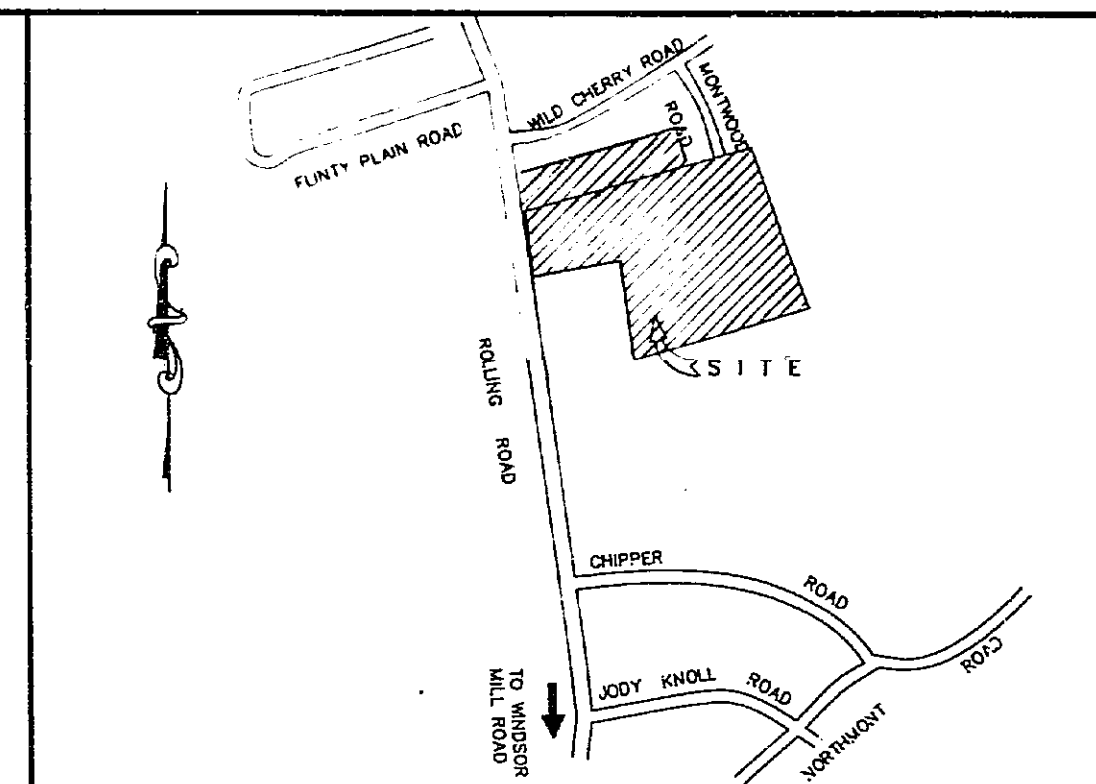 WILD CHERRY ROAD
MONTWOOD
ROAD
FLINTY PLAIN ROAD
SITE
ROLLING ROAD
CHIPPER
ROAD
ROAD
TO WINDSOR
MILL ROAD
JODY KNOLL ROAD
NORTHMONT